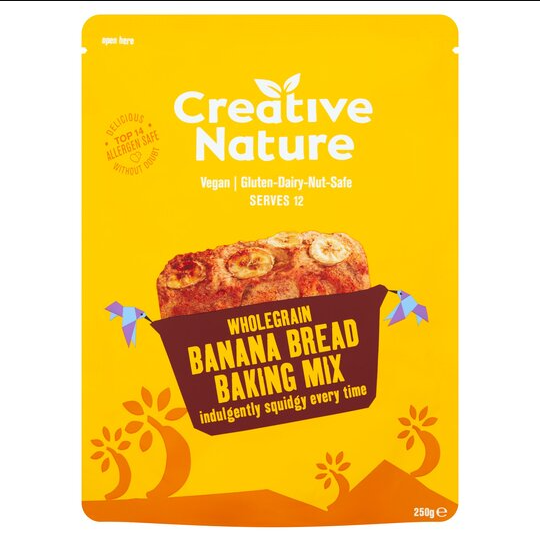 open here
Creative
Nature
DELICIOUS
TOP 14
ALLERGEN SAFE
WITHOUT DOUBT
Vegan | Gluten-Dairy-Nut-Safe
SERVES 12
WHOLEGRAIN
BANANA BREAD
BAKING MIX
indulgently squidgy every time
250g ℮